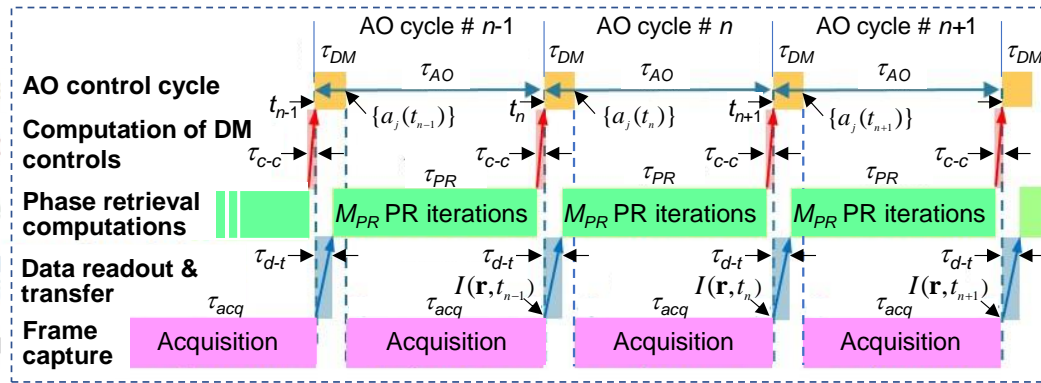 AO cycle # n-1 AO cycle # n AO cycle # n+1
τDM τDM τDM τDM
AO control cycle τAO τAO τAO
tn-1 {aj(tn-1)} tn {aj(tn)} tn+1 {aj(tn+1)}
Computation of DM
controls τc-c τc-c τc-c τc-c
τPR τPR τPR
Phase retrieval
computations MPR PR iterations MPR PR iterations MPR PR iterations
Data readout & τd-t τd-t τd-t τd-t
transfer I(r,tn-1) I(r,tn) I(r,tn+1)
τacq τacq τacq τacq
Frame
capture Acquisition Acquisition Acquisition Acquisition